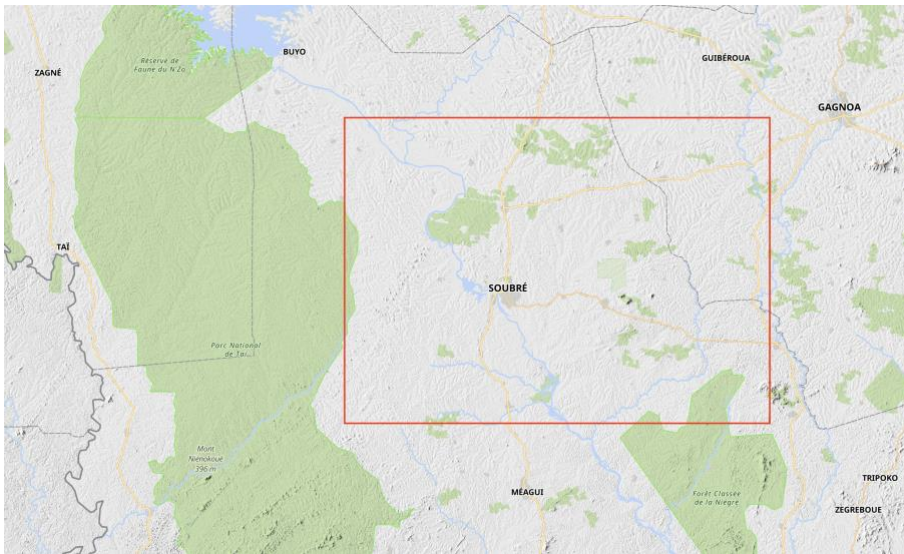 BUYO
GUIBÉROUA
Réserve de
Faune du N'Zo
ZAGNÉ
GAGNOA
TAÏ
SOUBRÉ
Parc National
de Taï
Mont
Niénokoué
396 m
MÉAGUI
Forêt Classée
de la Niégré
TRIPOKO
ZEGREBOUE